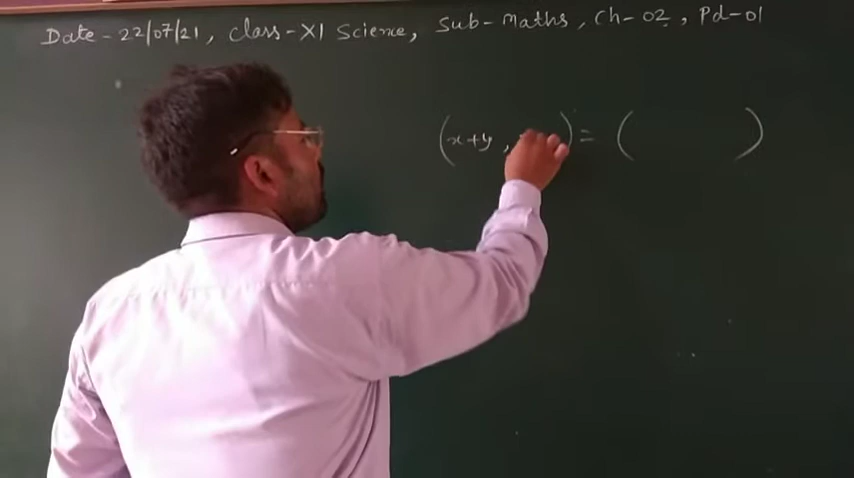 Date - 22/07/21, Class - XI Science, Sub - Maths, Ch - 02, Pd - 01
(x+y, ) = ( )